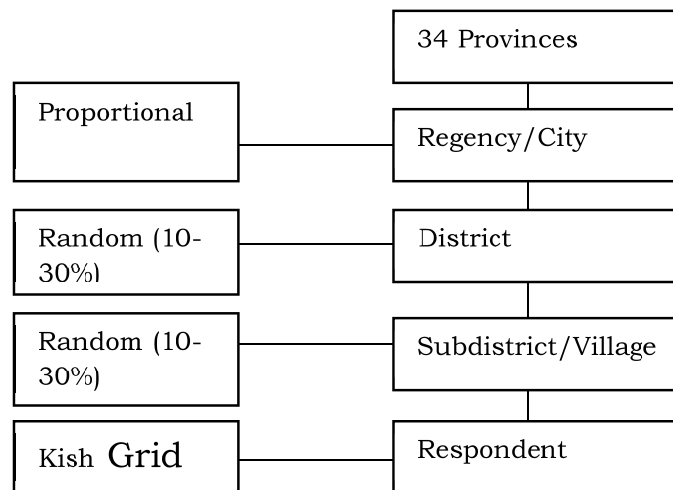 34 Provinces
Proportional
Regency/City
Random (10-
30%)
District
Random (10-
30%)
Subdistrict/Village
Kish Grid
Respondent